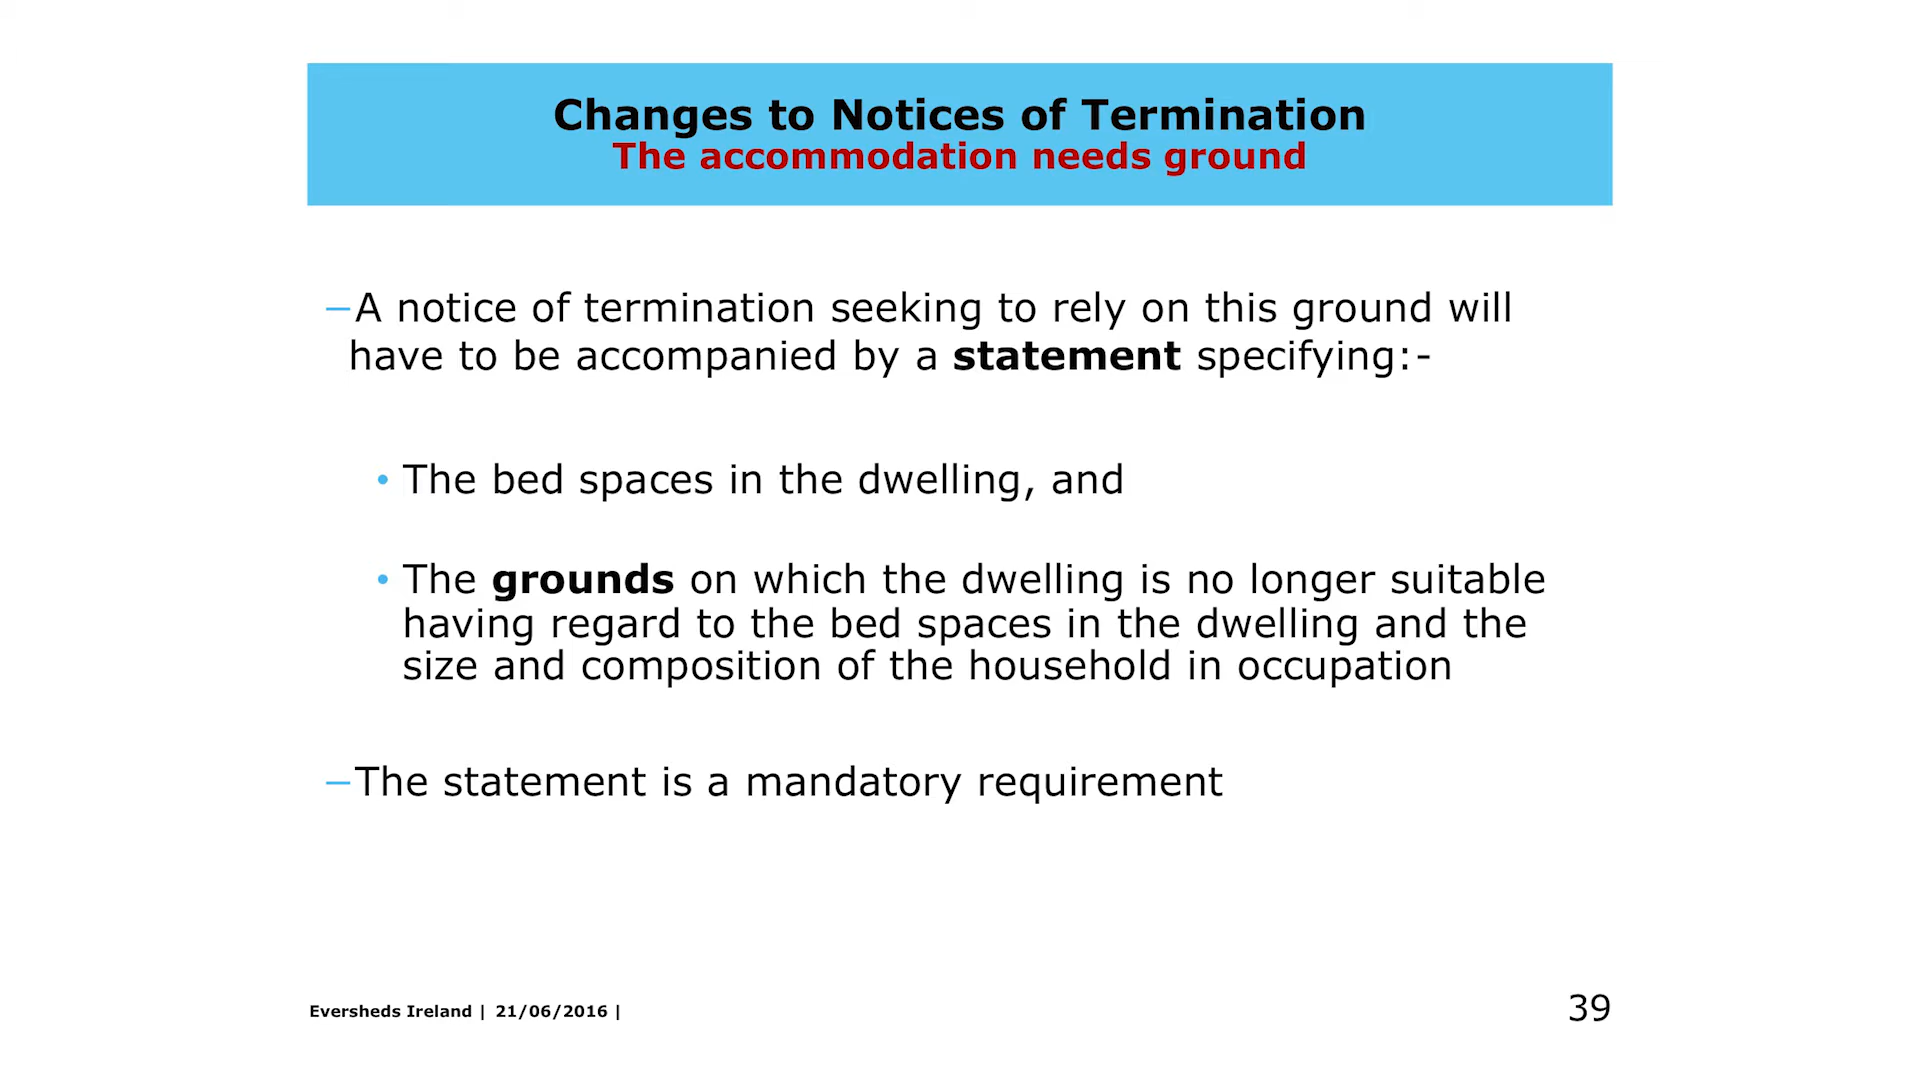 Changes to Notices of Termination
The accommodation needs ground
–A notice of termination seeking to rely on this ground will
have to be accompanied by a statement specifying:-
• The bed spaces in the dwelling, and
• The grounds on which the dwelling is no longer suitable
having regard to the bed spaces in the dwelling and the
size and composition of the household in occupation
–The statement is a mandatory requirement
Eversheds Ireland | 21/06/2016 |
39